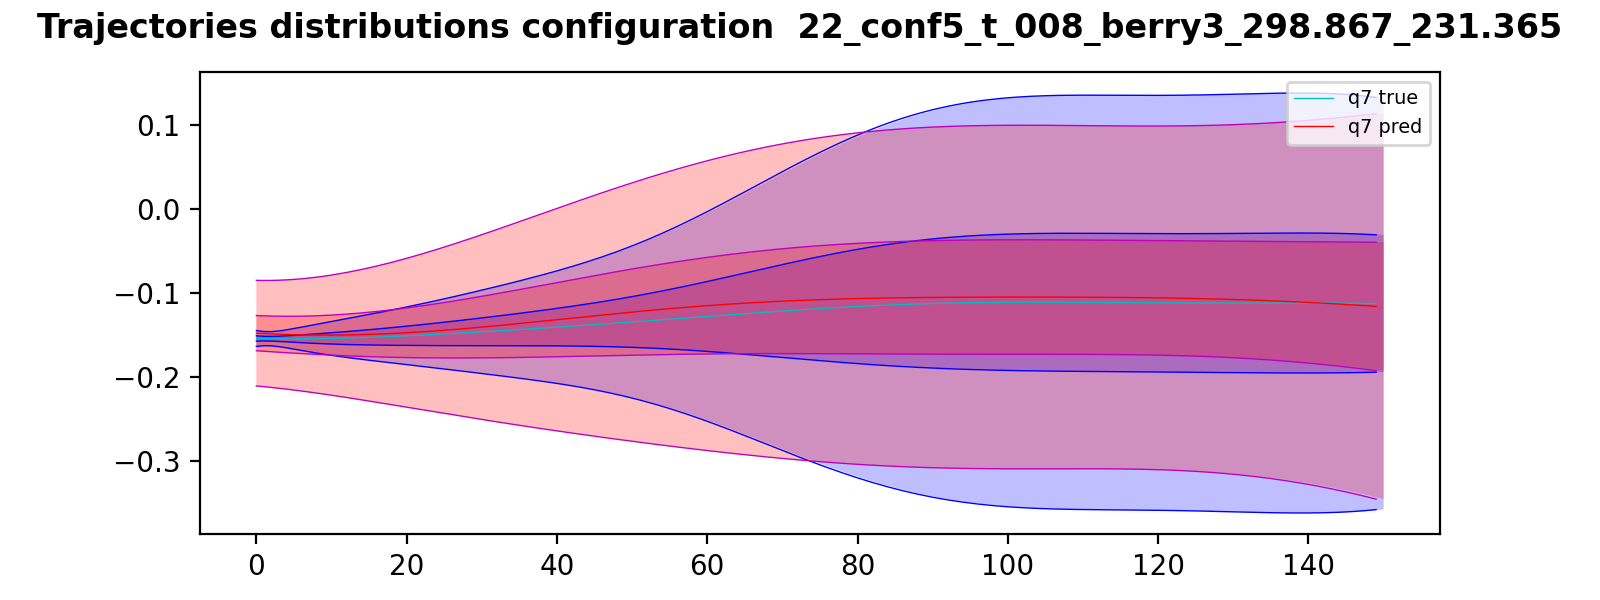 Trajectories distributions configuration  22_conf5_t_008_berry3_298.867_231.365
q7 true
q7 pred
0.1
0.0
−0.1
−0.2
−0.3
0 20 40 60 80 100 120 140